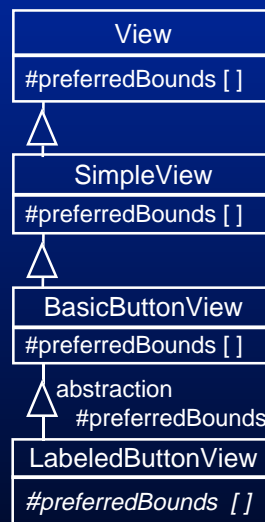 View
#preferredBounds [ ]
SimpleView
#preferredBounds [ ]
BasicButtonView
#preferredBounds [ ]
abstraction
#preferredBounds
LabeledButtonView
#preferredBounds [ ]